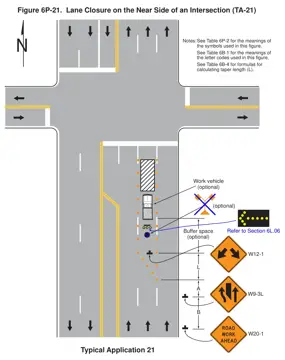 Figure 6P-21. Lane Closure on the Near Side of an Intersection (TA-21)
N
Notes: See Table 6P-2 for the meanings of
the symbols used in this figure.
See Table 6B-1 for the meanings of
the letter codes used in this figure.
See Table 6B-4 for formulas for
calculating taper length (L).
Work vehicle
(optional)
(optional)
Buffer space
(optional)
Refer to Section 6L.06
W12-1
L
A
W9-3L
B
ROAD
WORK
AHEAD
W20-1
Typical Application 21